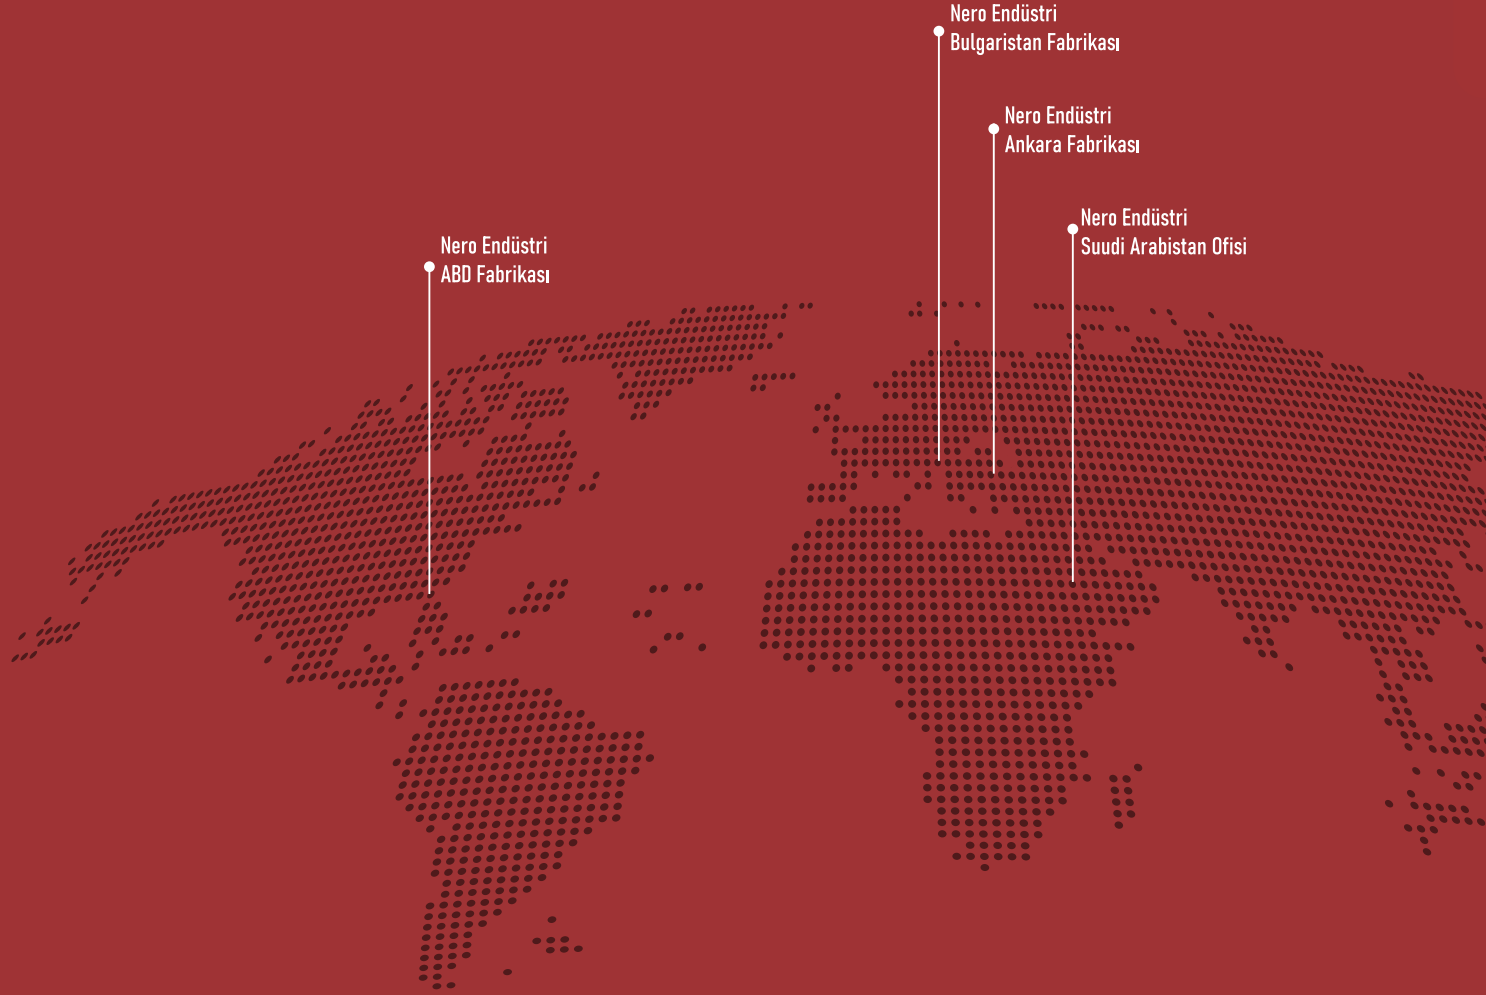 Nero Endüstri
Bulgaristan Fabrikası
Nero Endüstri
Ankara Fabrikası
Nero Endüstri
Suudi Arabistan Ofisi
Nero Endüstri
ABD Fabrikası